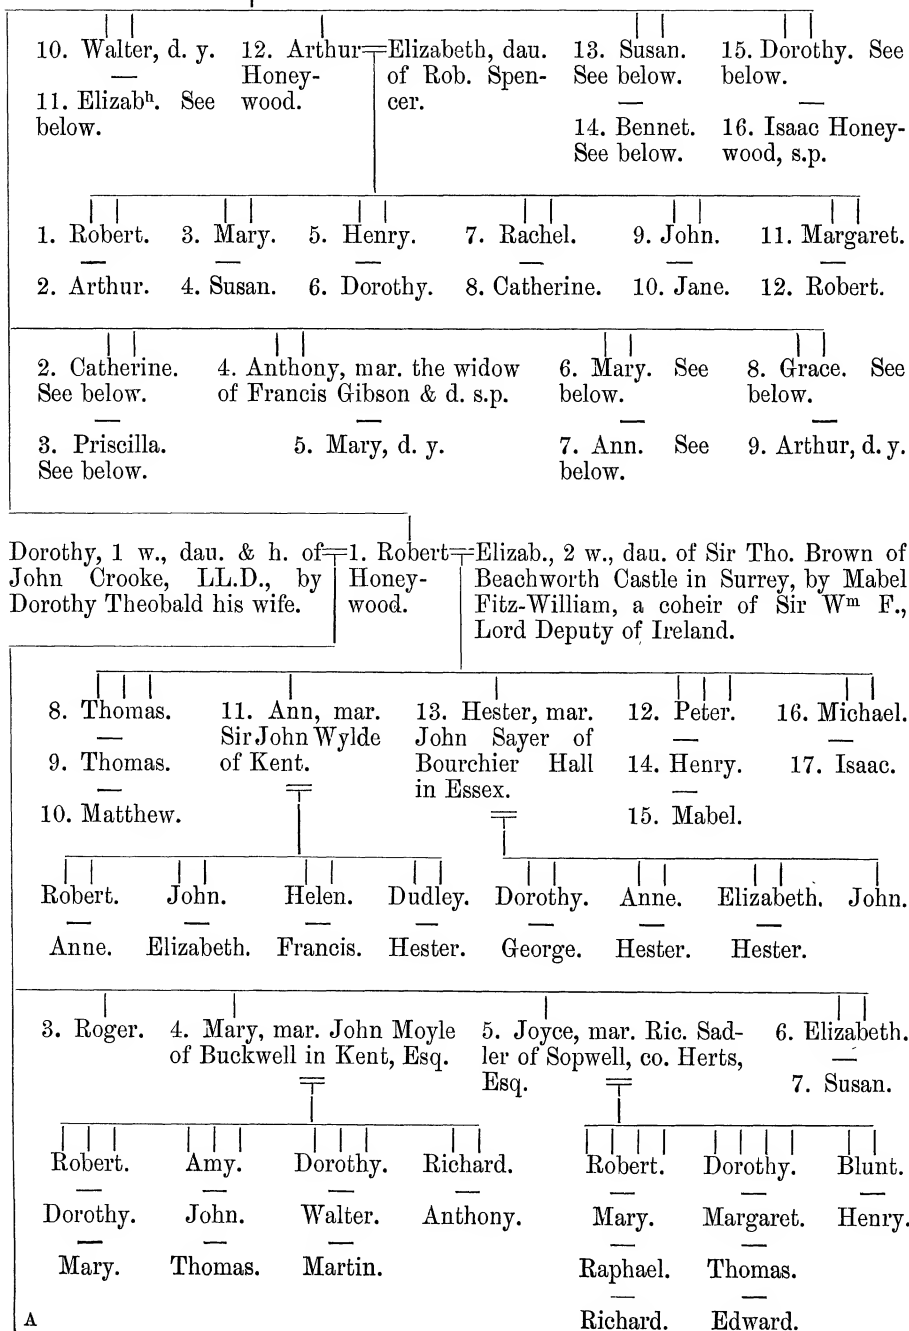 10. Walter, d. y.
—
11. Elizabʰ. See
below.
12. Arthur
Honey-
wood.
Elizabeth, dau.
of Rob. Spen-
cer.
13. Susan.
See below.
—
14. Bennet.
See below.
15. Dorothy. See
below.
—
16. Isaac Honey-
wood, s.p.
1. Robert.
—
2. Arthur.
3. Mary.
—
4. Susan.
5. Henry.
—
6. Dorothy.
7. Rachel.
—
8. Catherine.
9. John.
—
10. Jane.
11. Margaret.
—
12. Robert.
2. Catherine.
See below.
—
3. Priscilla.
See below.
4. Anthony, mar. the widow
of Francis Gibson & d. s.p.
—
5. Mary, d. y.
6. Mary. See
below.
—
7. Ann. See
below.
8. Grace. See
below.
—
9. Arthur, d. y.
Dorothy, 1 w., dau. & h. of
John Crooke, LL.D., by
Dorothy Theobald his wife.
1. Robert
Honey-
wood.
Elizab., 2 w., dau. of Sir Tho. Brown of
Beachworth Castle in Surrey, by Mabel
Fitz-William, a coheir of Sir Wᵐ F.,
Lord Deputy of Ireland.
8. Thomas.
—
9. Thomas.
—
10. Matthew.
11. Ann, mar.
Sir John Wylde
of Kent.
13. Hester, mar.
John Sayer of
Bourchier Hall
in Essex.
12. Peter.
—
14. Henry.
—
15. Mabel.
16. Michael.
—
17. Isaac.
Robert.
—
Anne.
John.
—
Elizabeth.
Helen.
—
Francis.
Dudley.
—
Hester.
Dorothy.
—
George.
Anne.
—
Hester.
Elizabeth.
—
Hester.
John.
3. Roger.
4. Mary, mar. John Moyle
of Buckwell in Kent, Esq.
5. Joyce, mar. Ric. Sad-
ler of Sopwell, co. Herts,
Esq.
6. Elizabeth.
—
7. Susan.
Robert.
—
Dorothy.
—
Mary.
Amy.
—
John.
—
Thomas.
Dorothy.
—
Walter.
—
Martin.
Richard.
—
Anthony.
Robert.
—
Mary.
—
Raphael.
—
Richard.
Dorothy.
—
Margaret.
—
Thomas.
—
Edward.
Blunt.
—
Henry.
A